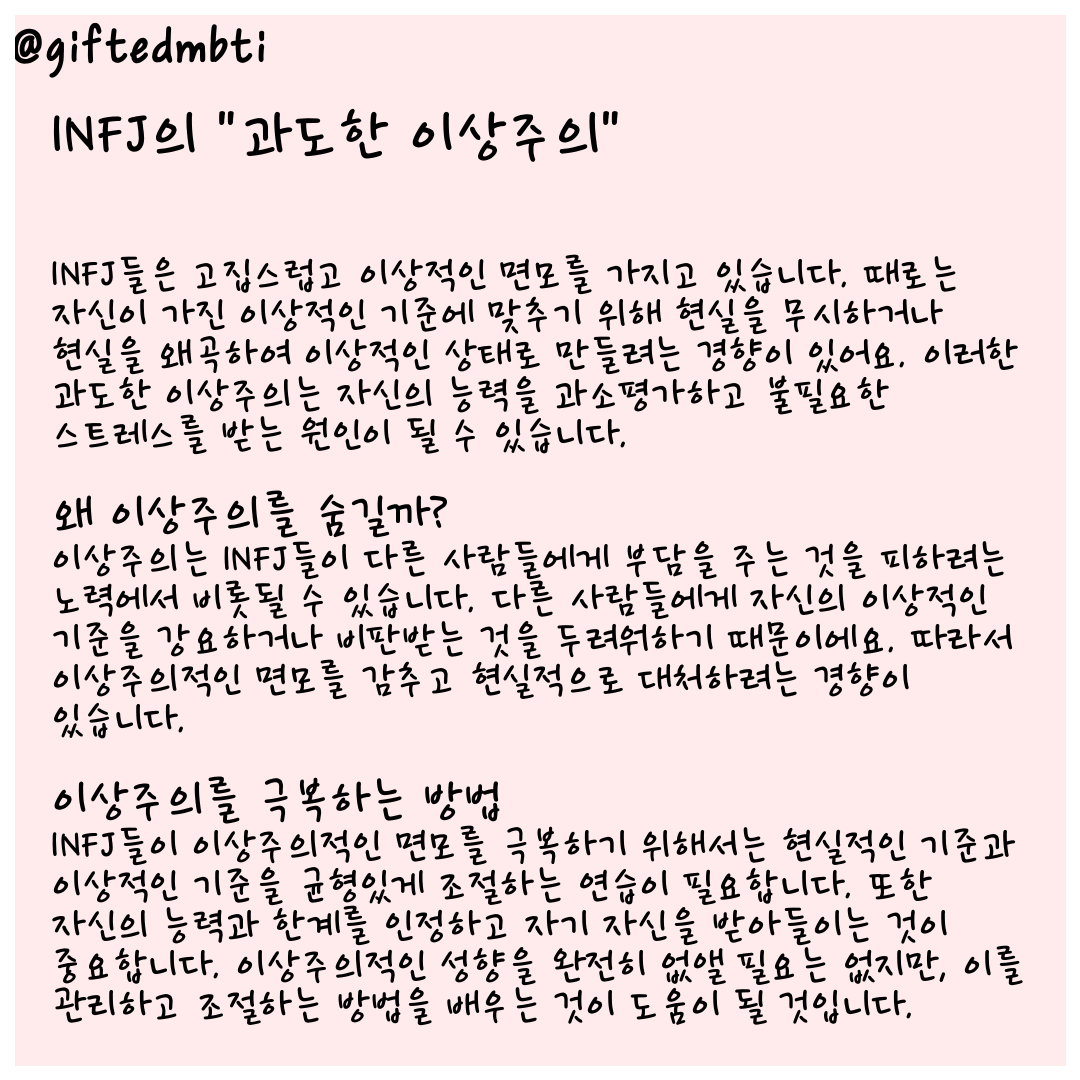 @giftedmbti
INFJ의 "과도한 이상주의"
INFJ들은 고집스럽고 이상적인 면모를 가지고 있습니다. 때로는
자신이 가진 이상적인 기준에 맞추기 위해 현실을 무시하거나
현실을 왜곡하여 이상적인 상태로 만들려는 경향이 있어요. 이러한
과도한 이상주의는 자신의 능력을 과소평가하고 불필요한
스트레스를 받는 원인이 될 수 있습니다.
왜 이상주의를 숨길까?
이상주의는 INFJ들이 다른 사람들에게 부담을 주는 것을 피하려는
노력에서 비롯될 수 있습니다. 다른 사람들에게 자신의 이상적인
기준을 강요하거나 비판받는 것을 두려워하기 때문이에요. 따라서
이상주의적인 면모를 감추고 현실적으로 대처하려는 경향이
있습니다.
이상주의를 극복하는 방법
INFJ들이 이상주의적인 면모를 극복하기 위해서는 현실적인 기준과
이상적인 기준을 균형있게 조절하는 연습이 필요합니다. 또한
자신의 능력과 한계를 인정하고 자기 자신을 받아들이는 것이
중요합니다. 이상주의적인 성향을 완전히 없앨 필요는 없지만, 이를
관리하고 조절하는 방법을 배우는 것이 도움이 될 것입니다.